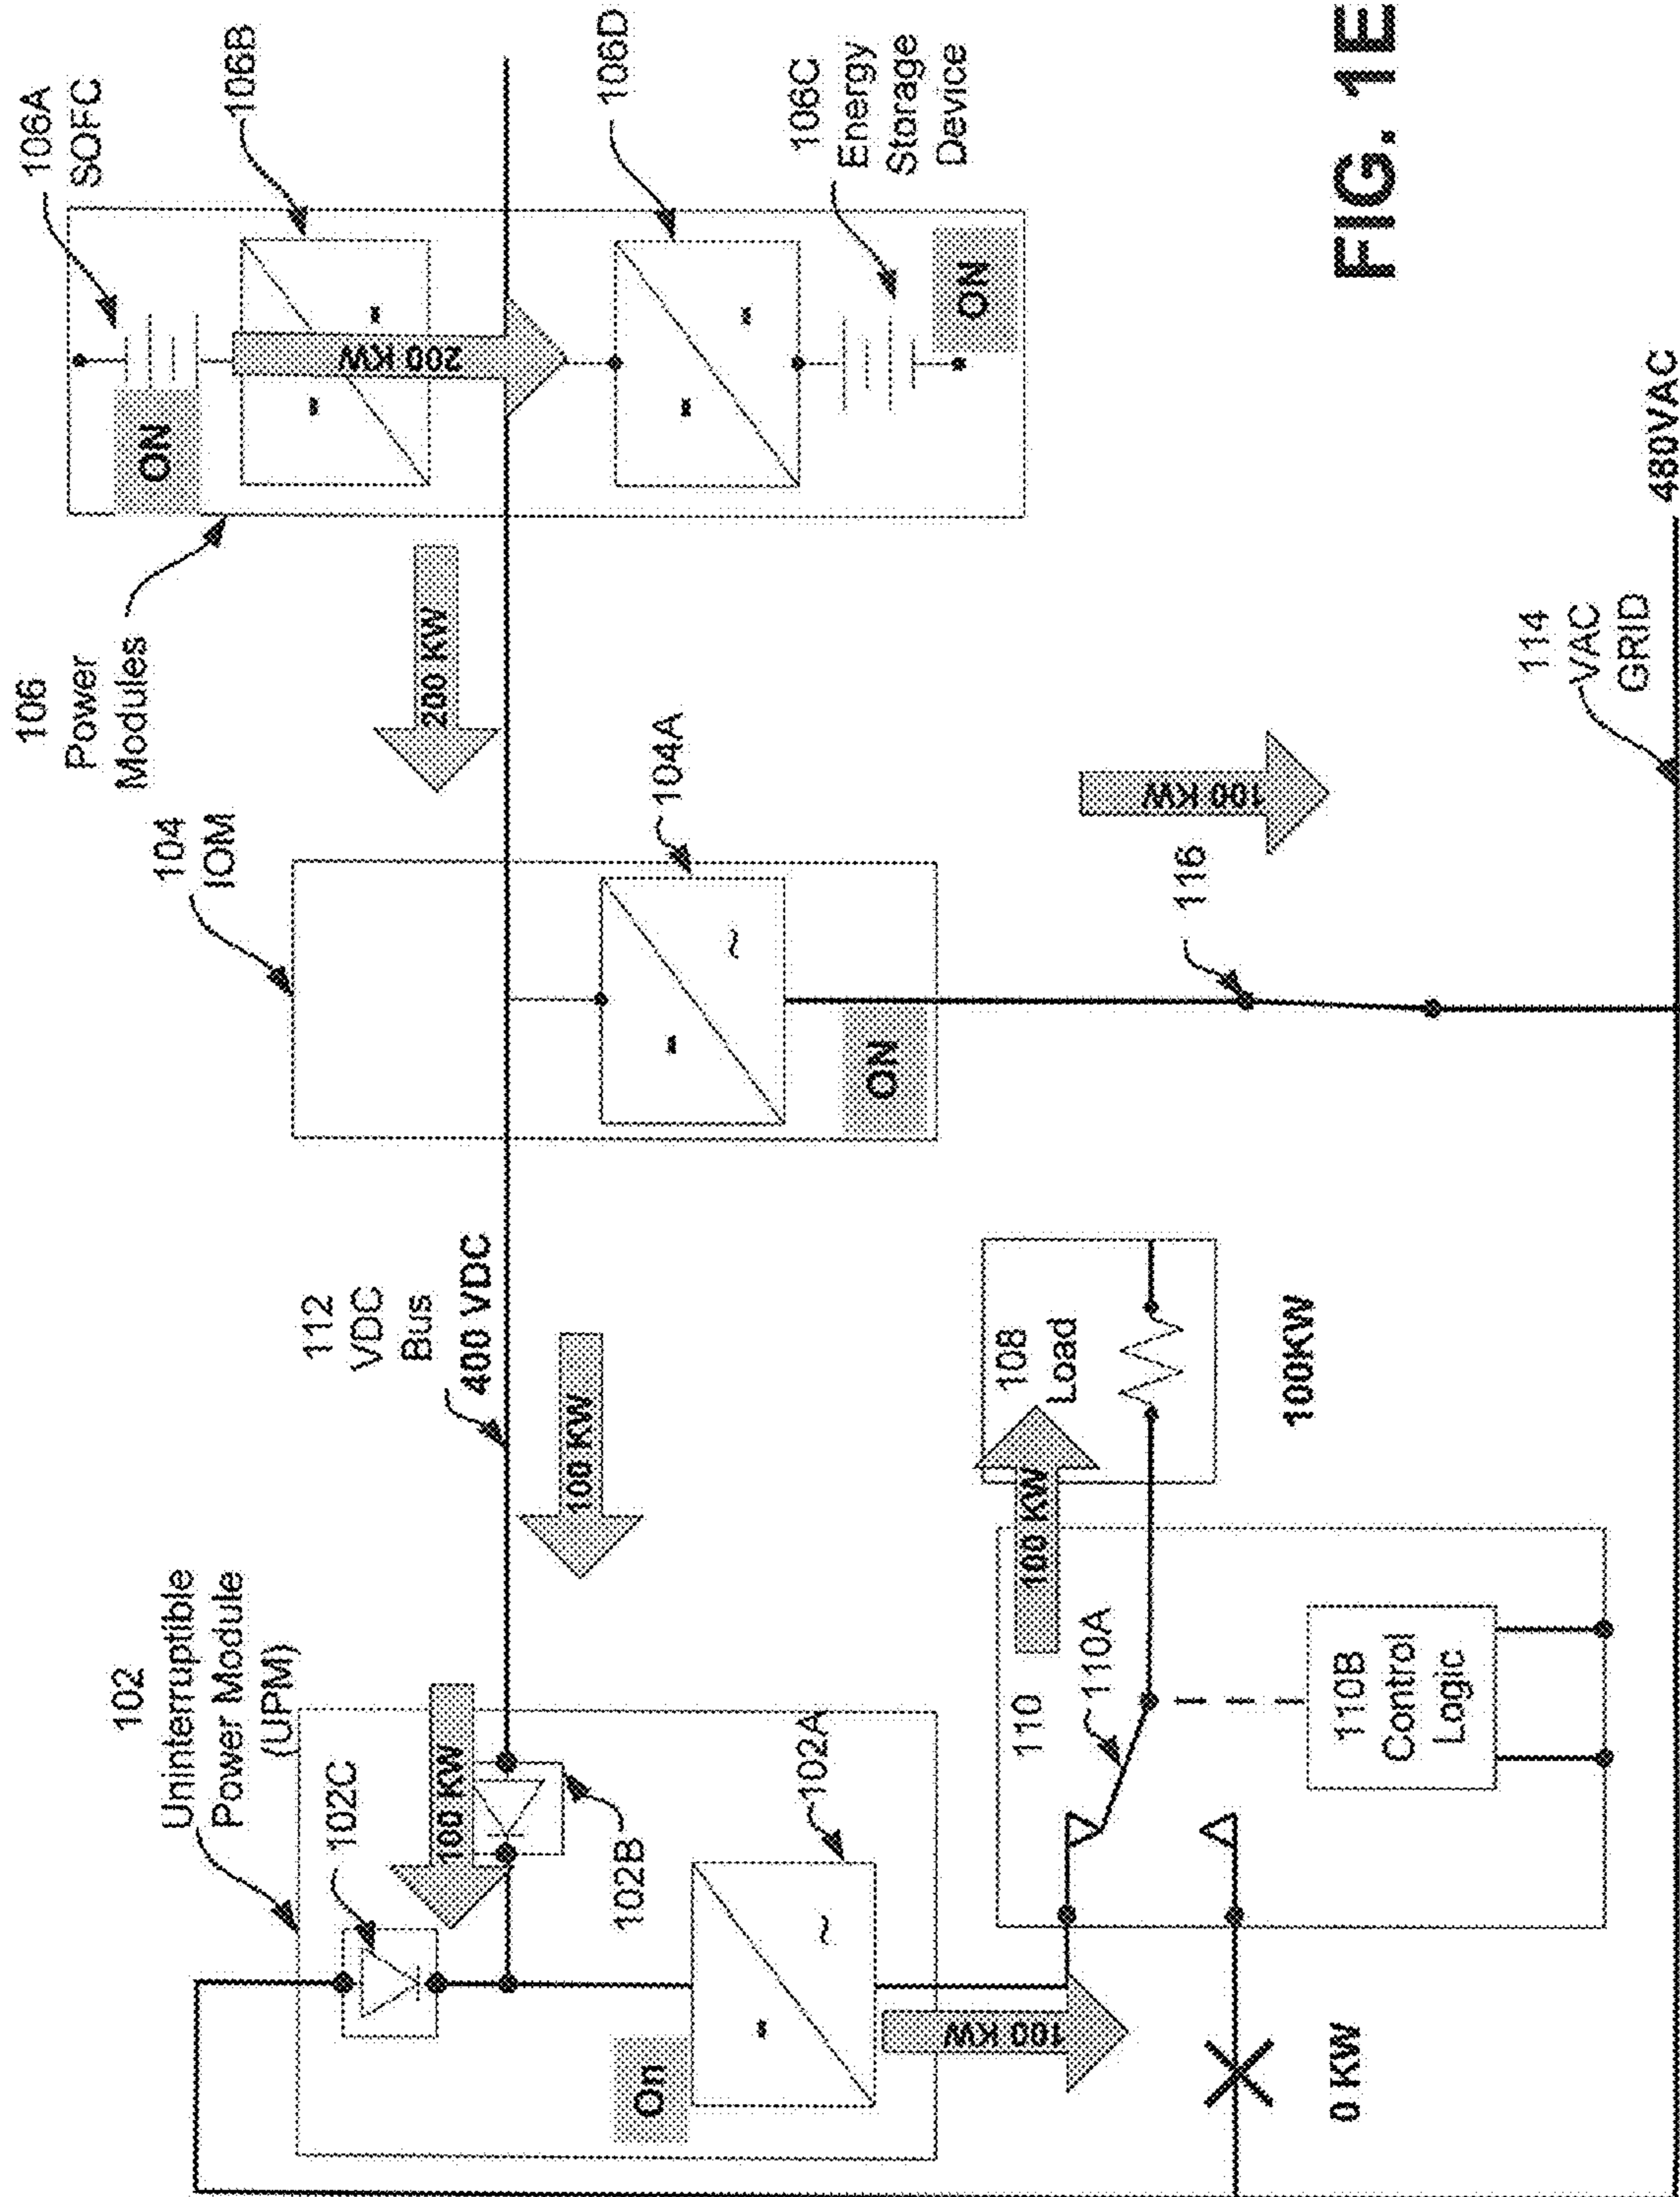 106A
SOFC
106B
106D
106C
Energy
Storage
Device
ON
200 KW
ON
106
Power
Modules
200 KW
104
IOM
104A
ON
116
100 KW
114
VAC
GRID
480VAC
112
VDC
Bus
400 VDC
100 KW
102
Uninterruptible
Power Module
(UPM)
102C
100 KW
102B
102A
On
100 KW
108
Load
100KW
100 KW
110
110A
110B
Control
Logic
0 KW
FIG. 1E